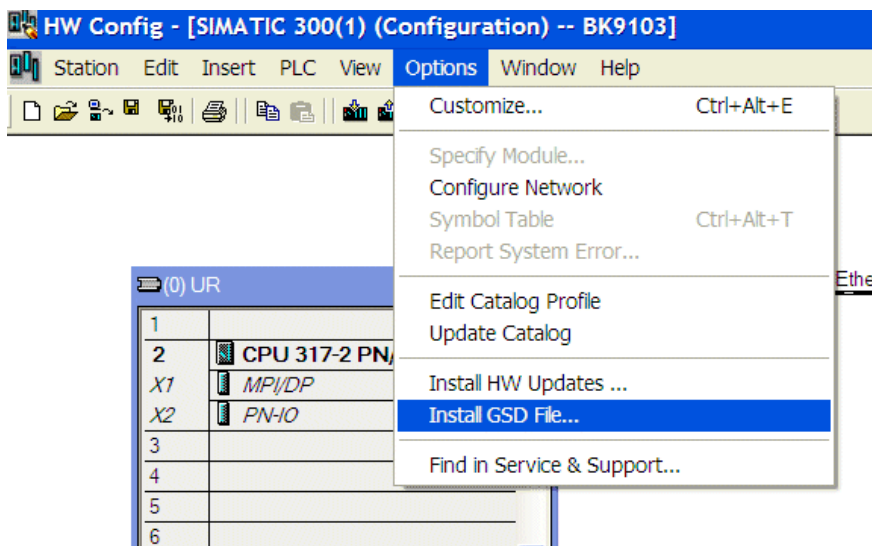 HW Config - [SIMATIC 300(1) (Configuration) -- BK9103]
Station Edit Insert PLC View Options Window Help
Customize... Ctrl+Alt+E
Specify Module...
Configure Network
Symbol Table Ctrl+Alt+T
Report System Error...
Edit Catalog Profile
Update Catalog
Install HW Updates ...
Install GSD File...
Find in Service & Support...
Ethe
(0) UR
1
2 CPU 317-2 PN/
X1 MPI/DP
X2 PN-IO
3
4
5
6